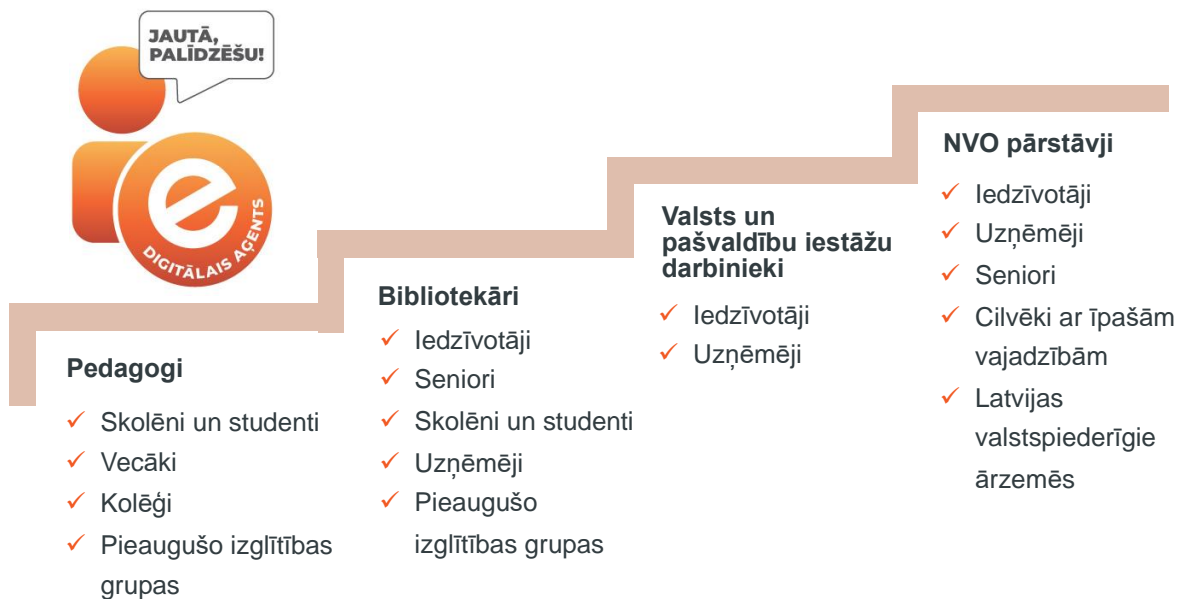 JAUTĀ,
PALĪDZĒŠU!
DIGITĀLAIS AĢENTS
Pedagogi
✓ Skolēni un studenti
✓ Vecāki
✓ Kolēģi
✓ Pieaugušo izglītības
grupas
Bibliotekāri
✓ Iedzīvotāji
✓ Seniori
✓ Skolēni un studenti
✓ Uzņēmēji
✓ Pieaugušo
izglītības grupas
Valsts un
pašvaldību iestāžu
darbinieki
✓ Iedzīvotāji
✓ Uzņēmēji
NVO pārstāvji
✓ Iedzīvotāji
✓ Uzņēmēji
✓ Seniori
✓ Cilvēki ar īpašām
vajadzībām
✓ Latvijas
valstspiederīgie
ārzemēs